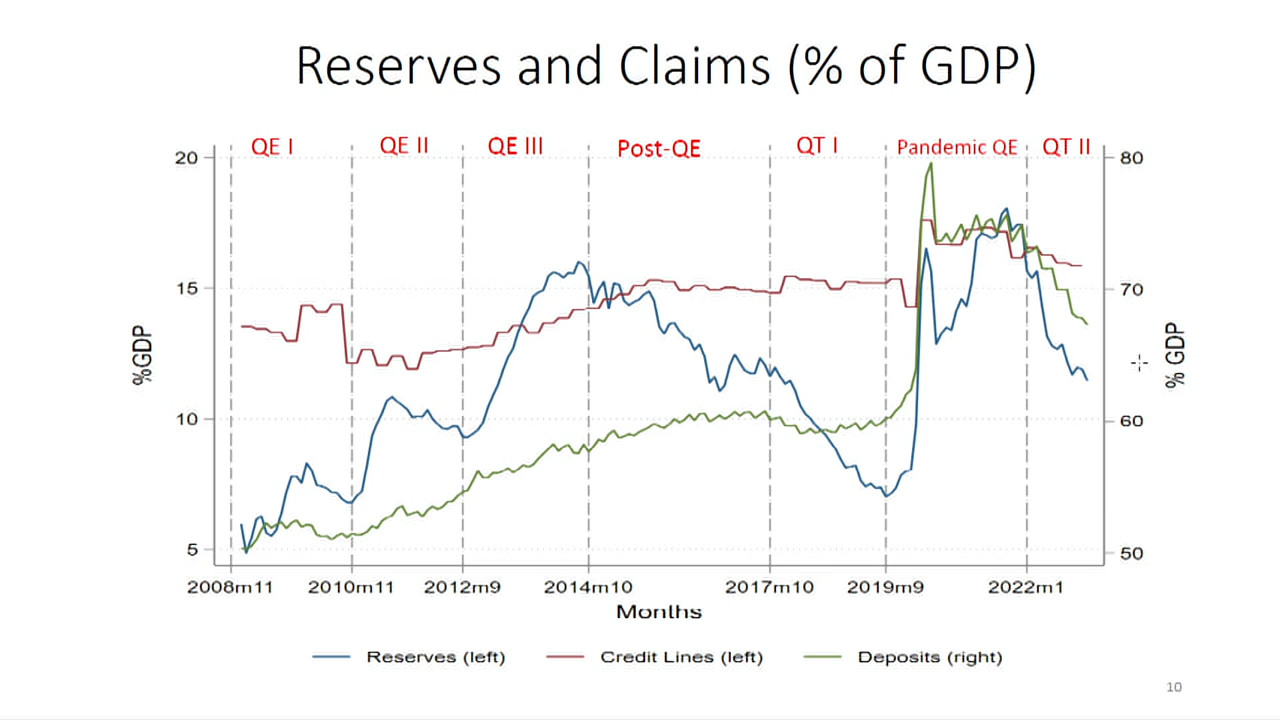 Reserves and Claims (% of GDP)
QE I QE II QE III Post-QE QT I Pandemic QE QT II
20
15
10
5
%GDP
80
70
60
50
% GDP
2008m11 2010m11 2012m9 2014m10 2017m10 2019m9 2022m1
Months
Reserves (left) Credit Lines (left) Deposits (right)
10